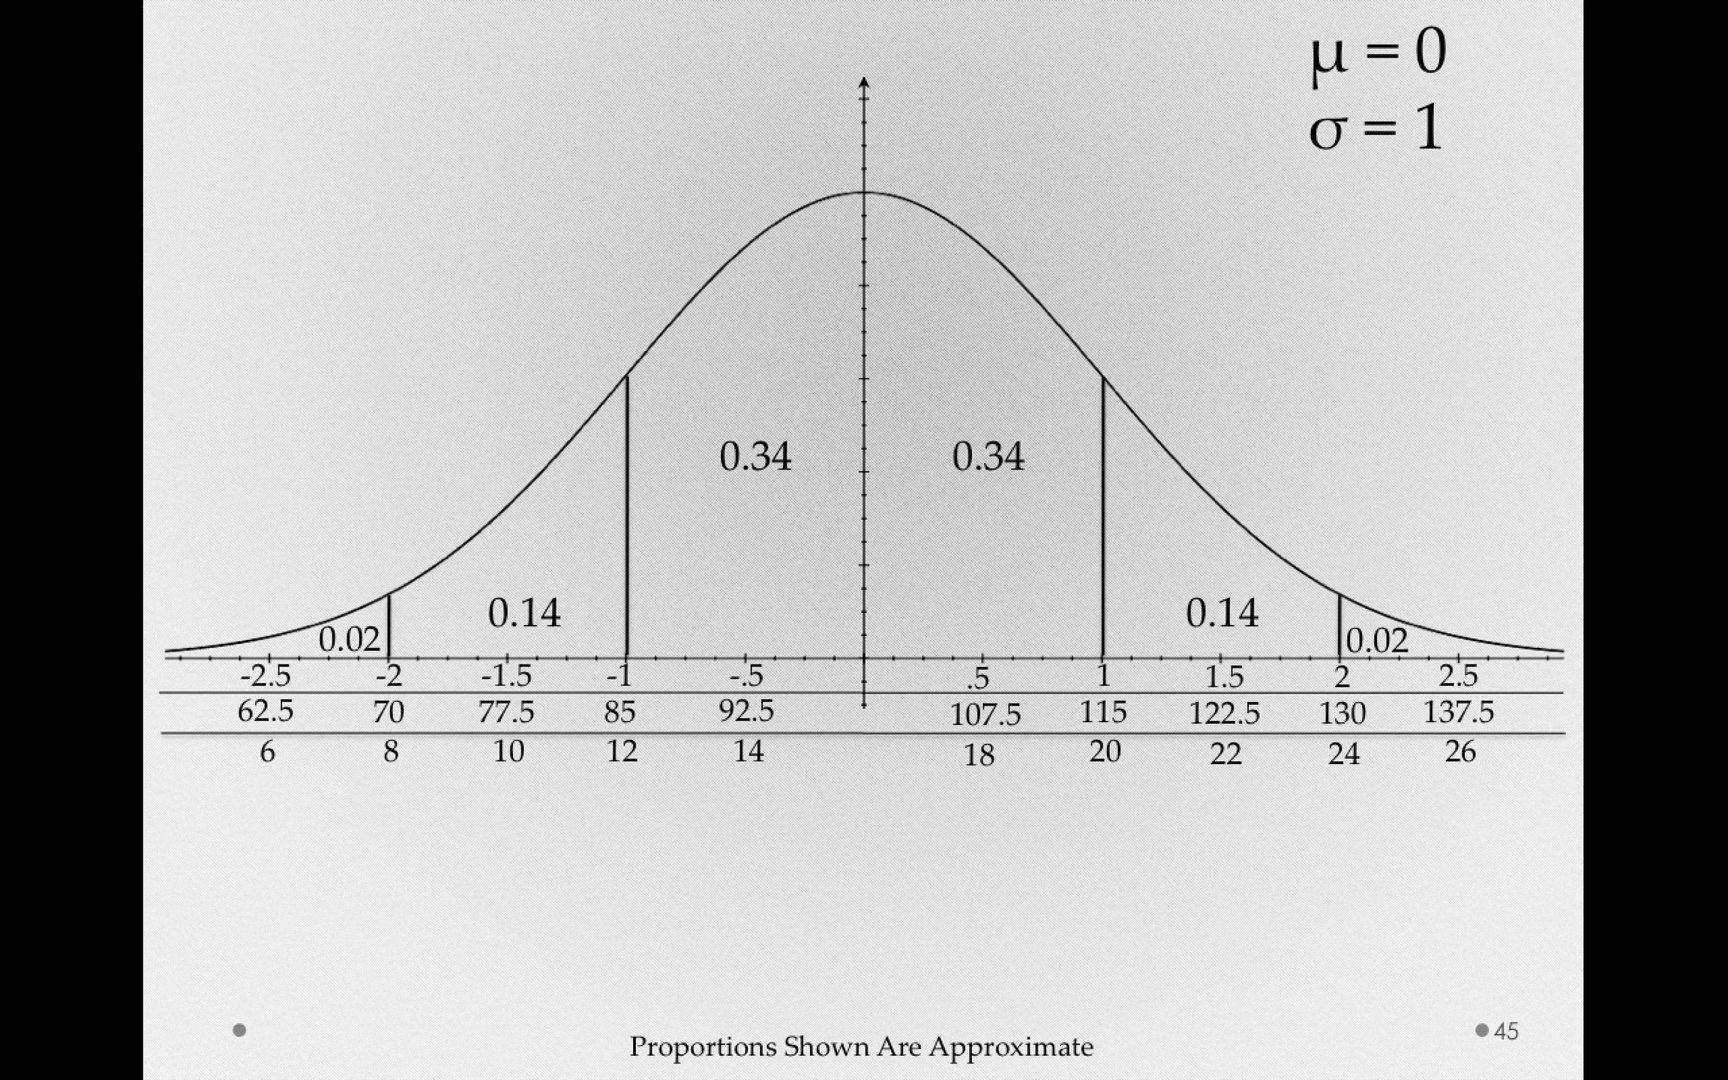 μ = 0
σ = 1
0.34 0.34
0.14 0.14
0.02 0.02
-2.5 -2 -1.5 -1 -.5 .5 1 1.5 2 2.5
62.5 70 77.5 85 92.5 107.5 115 122.5 130 137.5
6 8 10 12 14 18 20 22 24 26
45
Proportions Shown Are Approximate